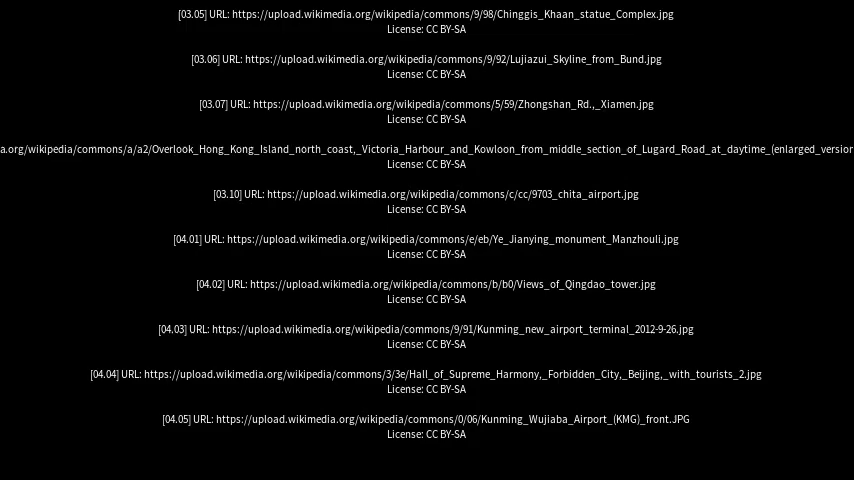 [03.05] URL: https://upload.wikimedia.org/wikipedia/commons/9/98/Chinggis_Khaan_statue_Complex.jpg
License: CC BY-SA
[03.06] URL: https://upload.wikimedia.org/wikipedia/commons/9/92/Lujiazui_Skyline_from_Bund.jpg
License: CC BY-SA
[03.07] URL: https://upload.wikimedia.org/wikipedia/commons/5/59/Zhongshan_Rd.,_Xiamen.jpg
License: CC BY-SA
a.org/wikipedia/commons/a/a2/Overlook_Hong_Kong_Island_north_coast,_Victoria_Harbour_and_Kowloon_from_middle_section_of_Lugard_Road_at_daytime_(enlarged_version
License: CC BY-SA
[03.10] URL: https://upload.wikimedia.org/wikipedia/commons/c/cc/9703_chita_airport.jpg
License: CC BY-SA
[04.01] URL: https://upload.wikimedia.org/wikipedia/commons/e/eb/Ye_Jianying_monument_Manzhouli.jpg
License: CC BY-SA
[04.02] URL: https://upload.wikimedia.org/wikipedia/commons/b/b0/Views_of_Qingdao_tower.jpg
License: CC BY-SA
[04.03] URL: https://upload.wikimedia.org/wikipedia/commons/9/91/Kunming_new_airport_terminal_2012-9-26.jpg
License: CC BY-SA
[04.04] URL: https://upload.wikimedia.org/wikipedia/commons/3/3e/Hall_of_Supreme_Harmony,_Forbidden_City,_Beijing,_with_tourists_2.jpg
License: CC BY-SA
[04.05] URL: https://upload.wikimedia.org/wikipedia/commons/0/06/Kunming_Wujiaba_Airport_(KMG)_front.JPG
License: CC BY-SA